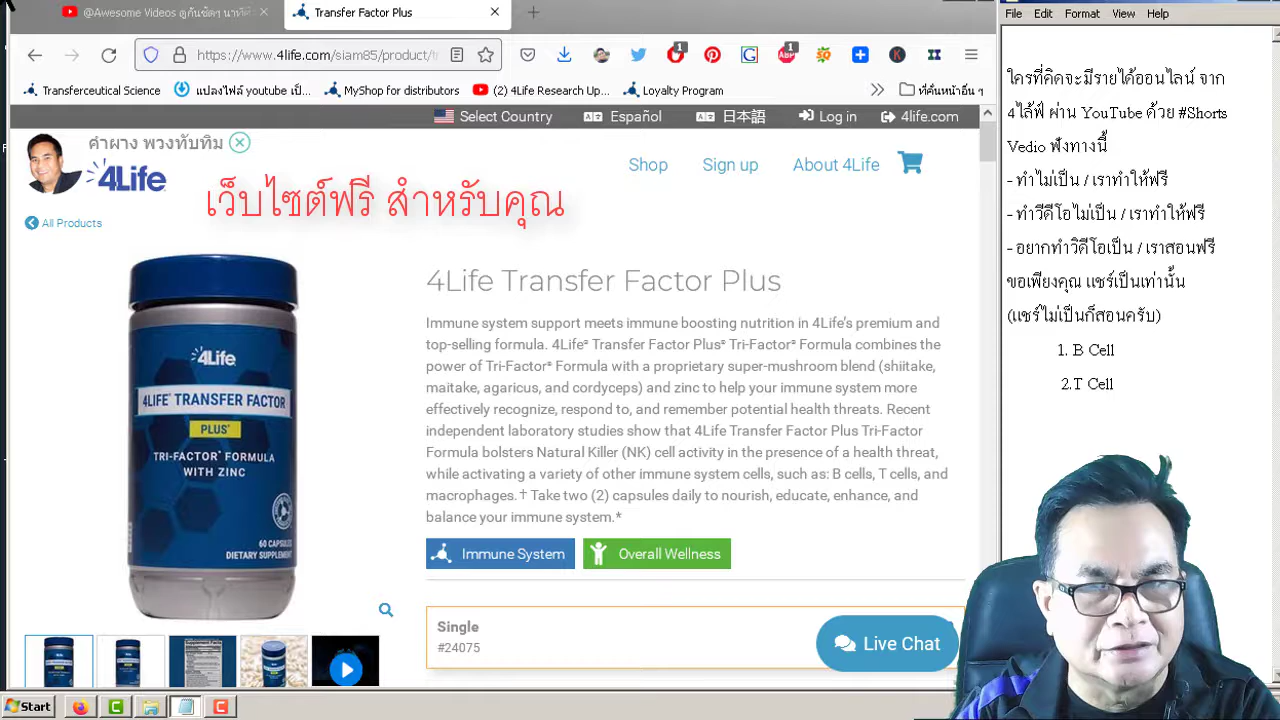 @Awesome Videos ดูกันชัดๆ นาทีต่
Transfer Factor Plus
https://www.4life.com/siam85/product/t
Transferceutical Science
แปลงไฟล์ youtube เป็...
MyShop for distributors
(2) 4Life Research Up...
Loyalty Program
ที่คั่นหน้าอื่น ๆ
Select Country
Español
日本語
Log in
4life.com
คำผาง พวงทับทิม
4Life
Shop
Sign up
About 4Life
เว็บไซต์ฟรี สำหรับคุณ
All Products
4Life
4LIFE® TRANSFER FACTOR
PLUS
TRI-FACTOR® FORMULA
WITH ZINC
60 CAPSULES
DIETARY SUPPLEMENT
4Life Transfer Factor Plus
Immune system support meets immune boosting nutrition in 4Life's premium and
top-selling formula. 4Life® Transfer Factor Plus® Tri-Factor® Formula combines the
power of Tri-Factor® Formula with a proprietary super-mushroom blend (shiitake,
maitake, agaricus, and cordyceps) and zinc to help your immune system more
effectively recognize, respond to, and remember potential health threats. Recent
independent laboratory studies show that 4Life Transfer Factor Plus Tri-Factor
Formula bolsters Natural Killer (NK) cell activity in the presence of a health threat,
while activating a variety of other immune system cells, such as: B cells, T cells, and
macrophages.† Take two (2) capsules daily to nourish, educate, enhance, and
balance your immune system.*
Immune System
Overall Wellness
Single
#24075
Live Chat
File Edit Format View Help
ใครที่คิดจะมีรายได้ออนไลน์ จาก
4ไล้ฟ์ ผ่าน YouTube ด้วย #Shorts
Vedio ฟังทางนี้
- ทำไม่เป็น / เราทำให้ฟรี
- ทำวีดีโอไม่เป็น / เราทำให้ฟรี
- อยากทำวิดีโอเป็น / เราสอนฟรี
ขอเพียงคุณ แชร์เป็นเท่านั้น
(แชร์ไม่เป็นก็สอนครับ)
1. B Cell
2.T Cell
Start